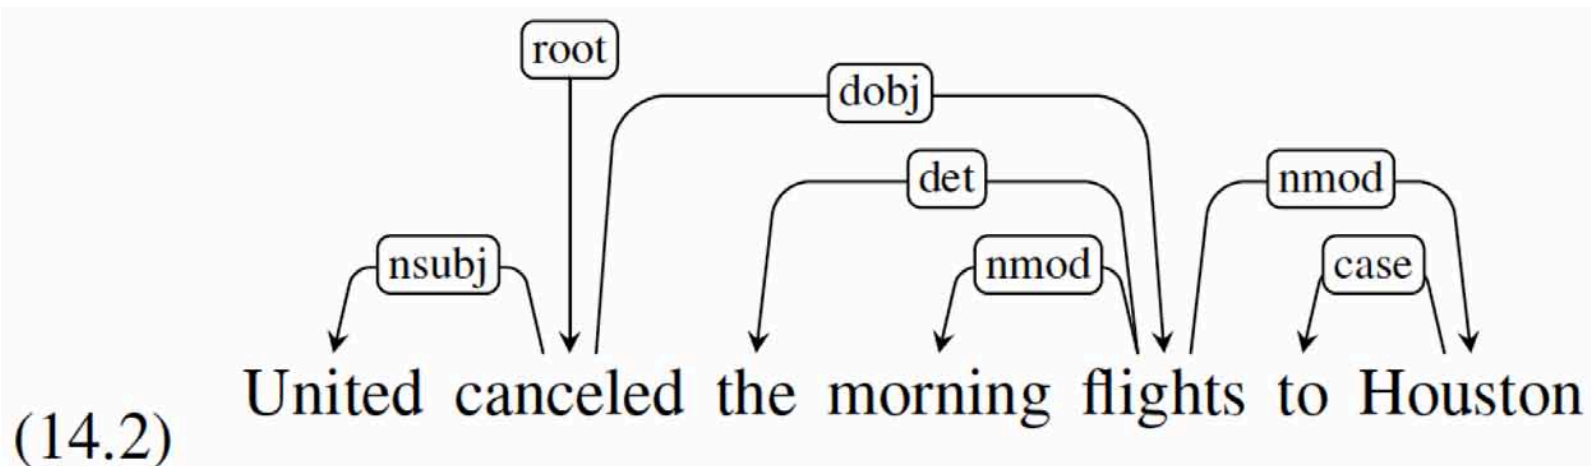 root
dobj
det nmod
nsubj nmod case
United canceled the morning flights to Houston
(14.2)